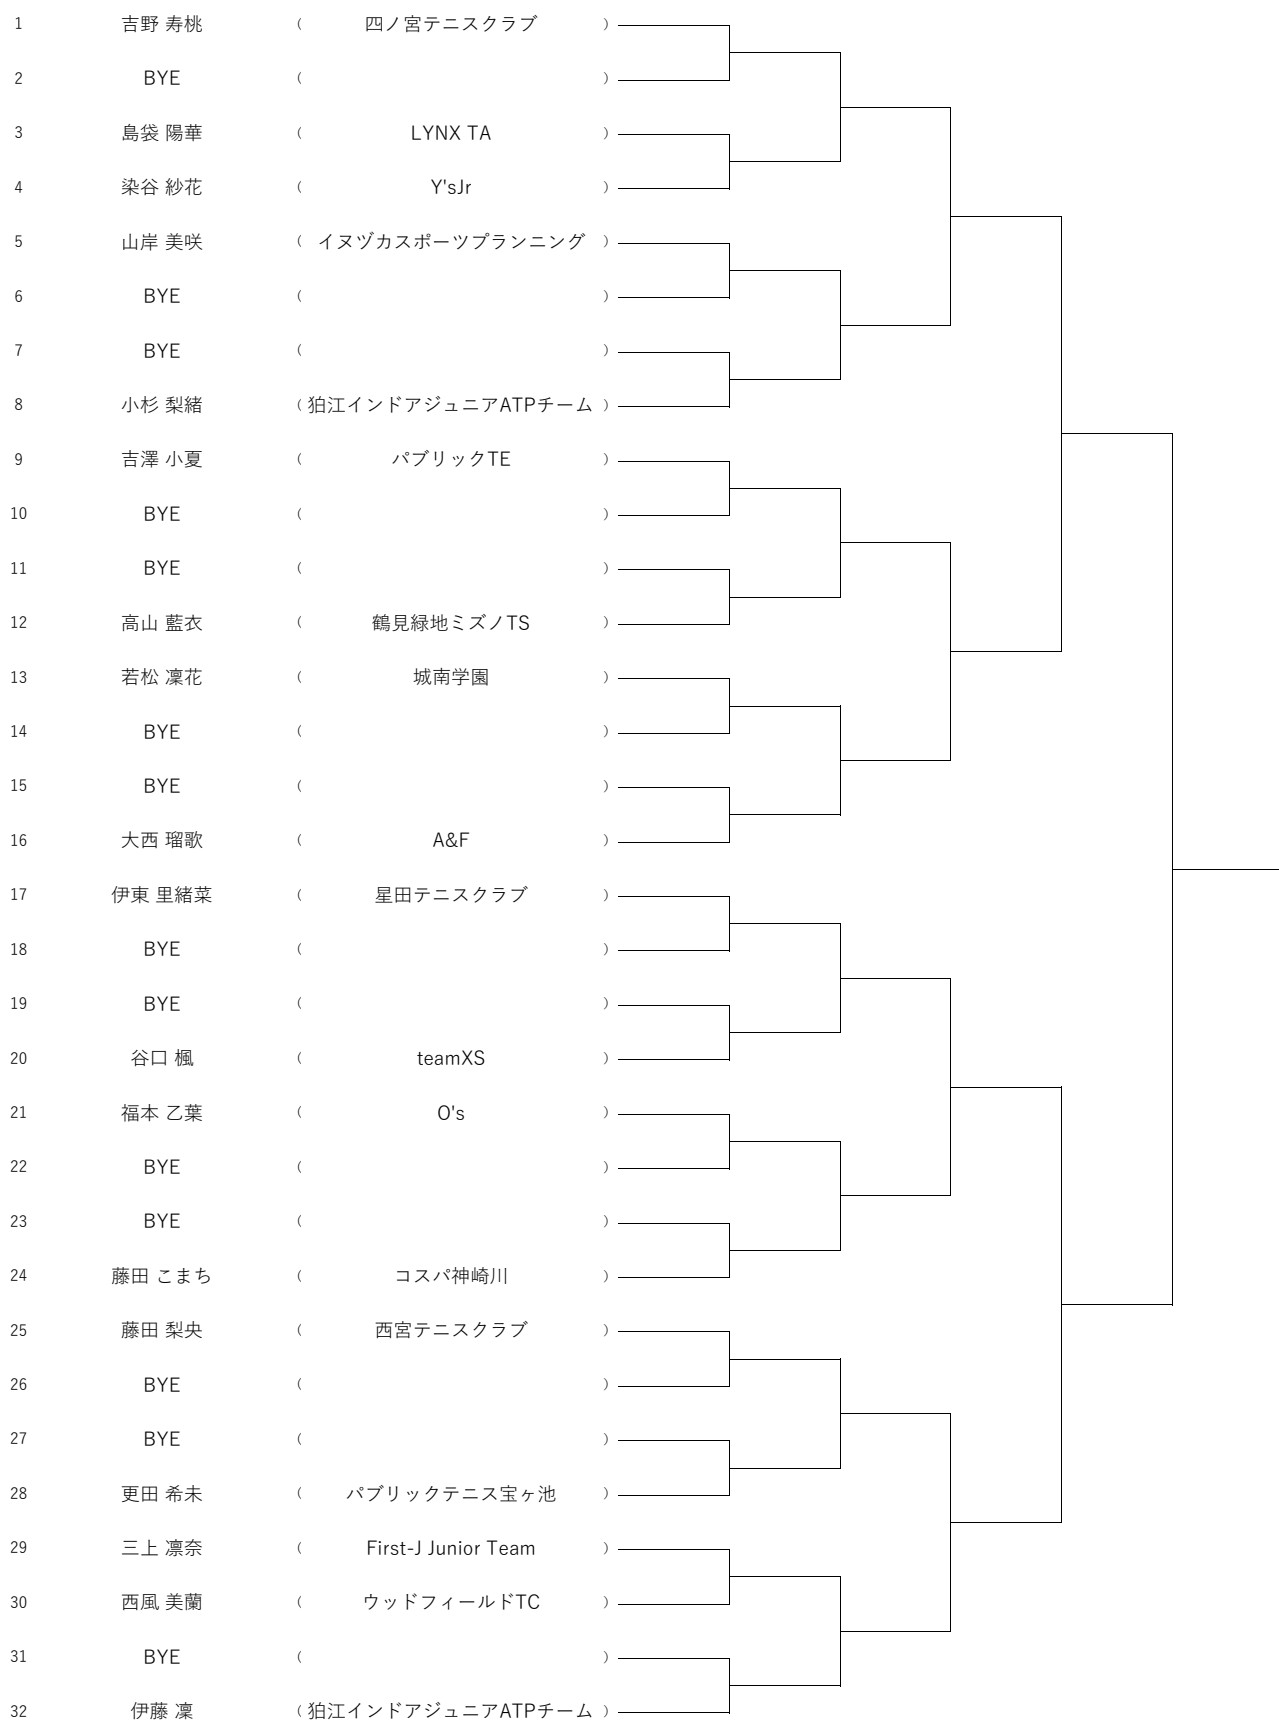 1 吉野 寿桃 ( 四ノ宮テニスクラブ )
2 BYE ( )
3 島袋 陽華 ( LYNX TA )
4 染谷 紗花 ( Y'sJr )
5 山岸 美咲 ( イヌヅカスポーツプランニング )
6 BYE ( )
7 BYE ( )
8 小杉 梨緒 ( 狛江インドアジュニアATPチーム )
9 吉澤 小夏 ( パブリックTE )
10 BYE ( )
11 BYE ( )
12 高山 藍衣 ( 鶴見緑地ミズノTS )
13 若松 凜花 ( 城南学園 )
14 BYE ( )
15 BYE ( )
16 大西 瑠歌 ( A&F )
17 伊東 里緒菜 ( 星田テニスクラブ )
18 BYE ( )
19 BYE ( )
20 谷口 楓 ( teamXS )
21 福本 乙葉 ( O's )
22 BYE ( )
23 BYE ( )
24 藤田 こまち ( コスパ神崎川 )
25 藤田 梨央 ( 西宮テニスクラブ )
26 BYE ( )
27 BYE ( )
28 更田 希未 ( パブリックテニス宝ヶ池 )
29 三上 凛奈 ( First-J Junior Team )
30 西風 美蘭 ( ウッドフィールドTC )
31 BYE ( )
32 伊藤 凜 ( 狛江インドアジュニアATPチーム )